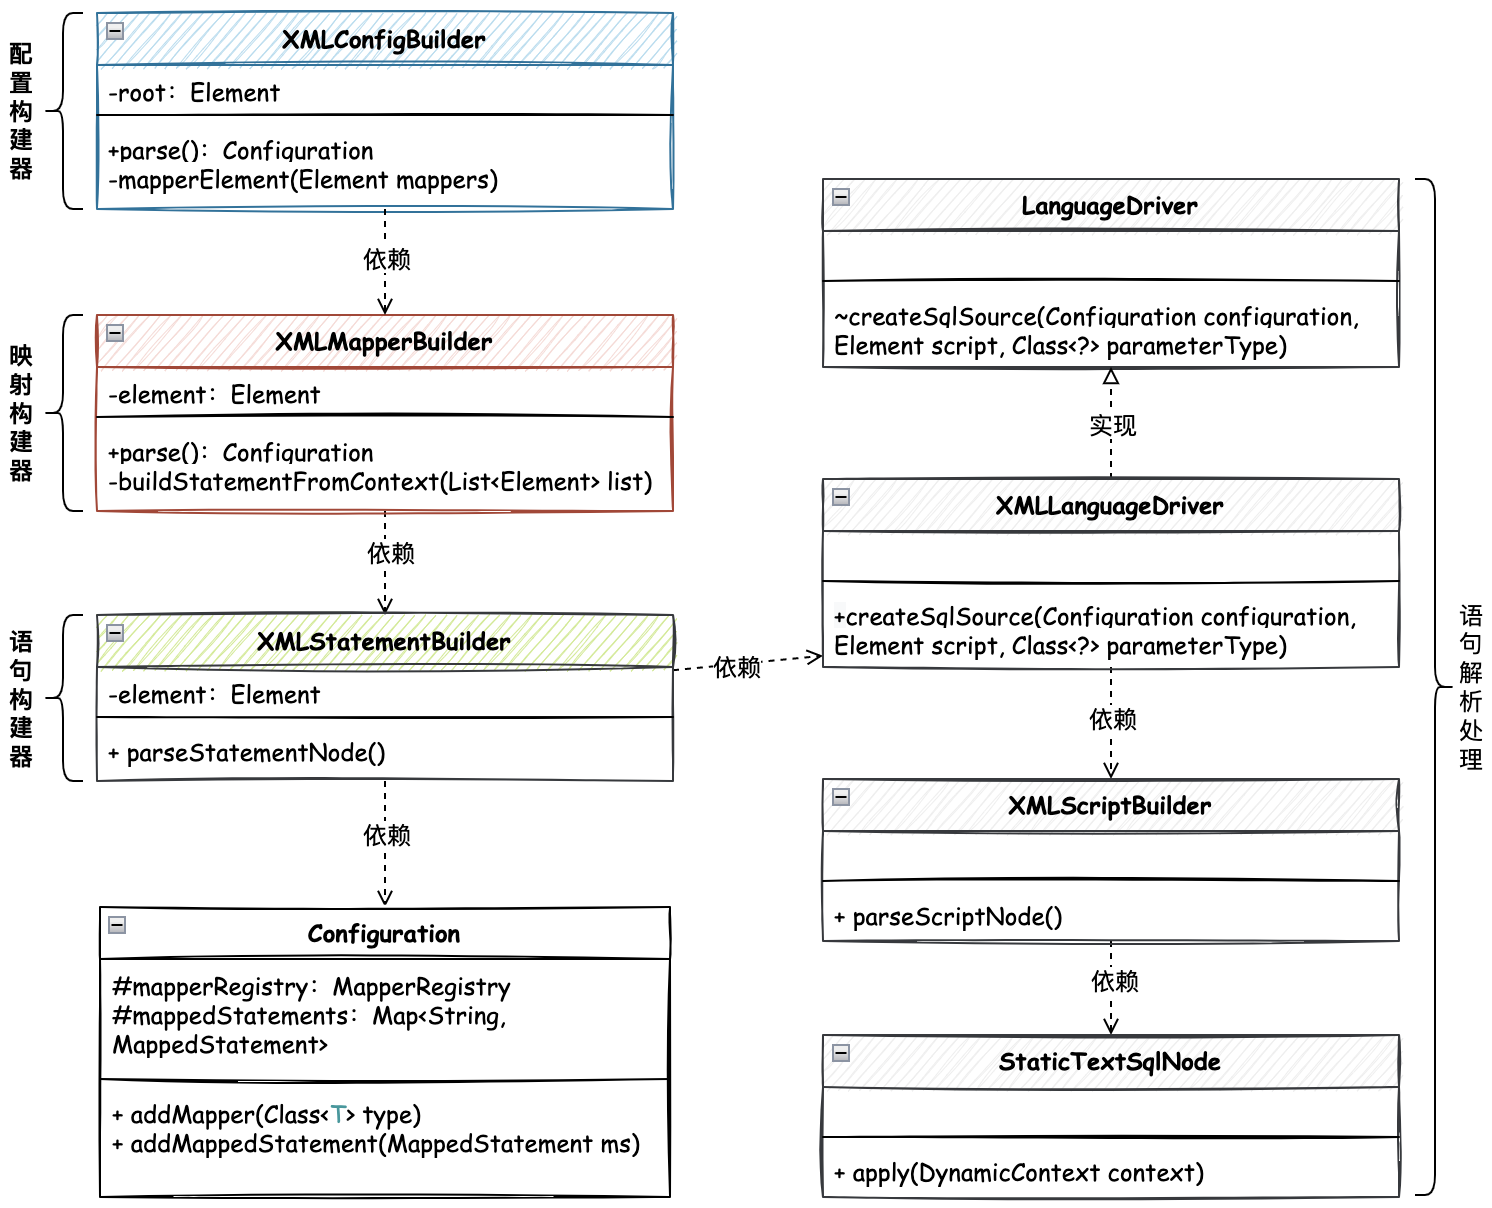 配置构建器
XMLConfigBuilder
-root: Element
+parse(): Configuration
-mapperElement(Element mappers)
依赖
映射构建器
XMLMapperBuilder
-element: Element
+parse(): Configuration
-buildStatementFromContext(List<Element> list)
依赖
语句构建器
XMLStatementBuilder
-element: Element
+ parseStatementNode()
依赖
依赖
Configuration
#mapperRegistry: MapperRegistry
#mappedStatements: Map<String,
MappedStatement>
+ addMapper(Class<T> type)
+ addMappedStatement(MappedStatement ms)
LanguageDriver
~createSqlSource(Configuration configuration,
Element script, Class<?> parameterType)
实现
XMLLanguageDriver
+createSqlSource(Configuration configuration,
Element script, Class<?> parameterType)
依赖
XMLScriptBuilder
+ parseScriptNode()
依赖
StaticTextSqlNode
+ apply(DynamicContext context)
语句解析处理